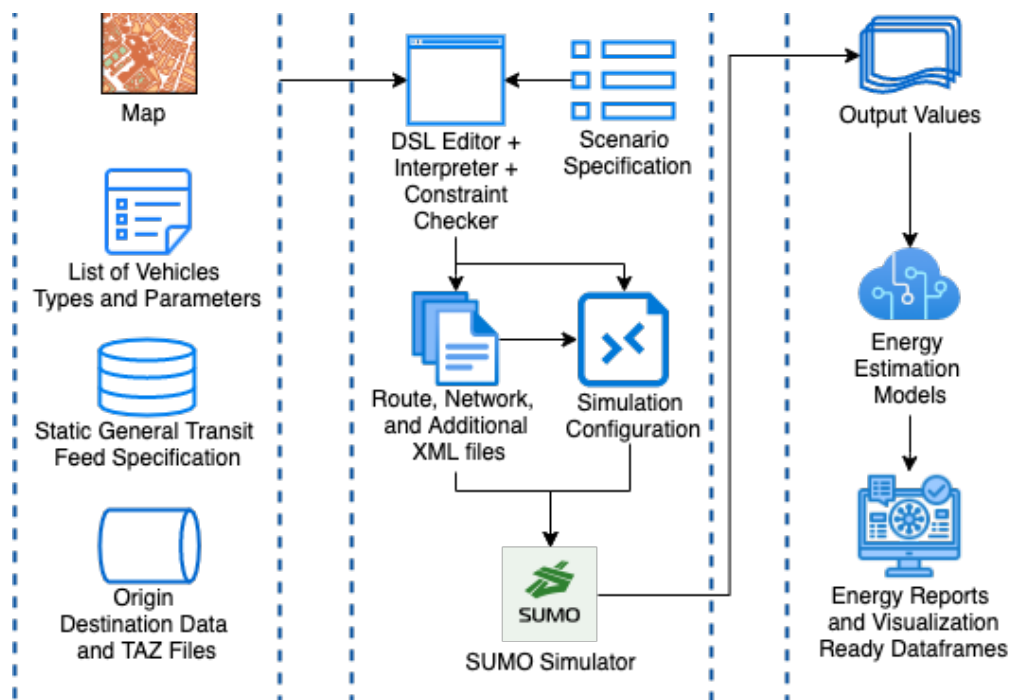 Map
List of Vehicles
Types and Parameters
Static General Transit
Feed Specification
Origin
Destination Data
and TAZ Files
DSL Editor +
Interpreter +
Constraint
Checker
Scenario
Specification
Route, Network,
and Additional
XML files
Simulation
Configuration
SUMO
SUMO Simulator
Output Values
Energy
Estimation
Models
Energy Reports
and Visualization
Ready Dataframes